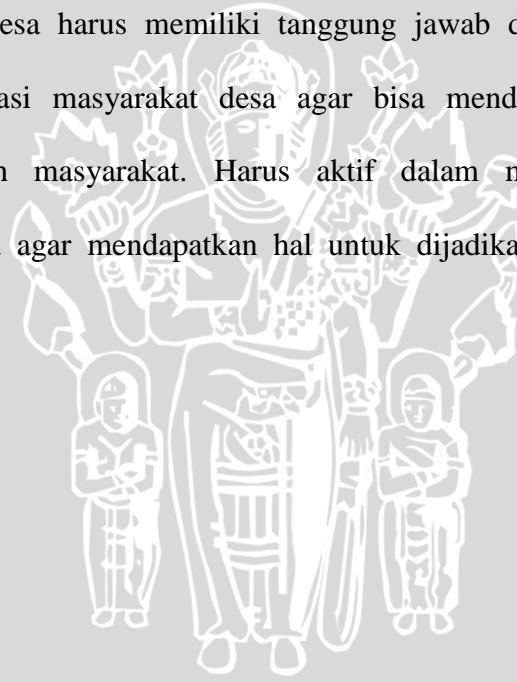 esa harus memiliki tanggung jawab d
asi masyarakat desa agar bisa mend
masyarakat. Harus aktif dalam
agar mendapatkan hal untuk dijadika